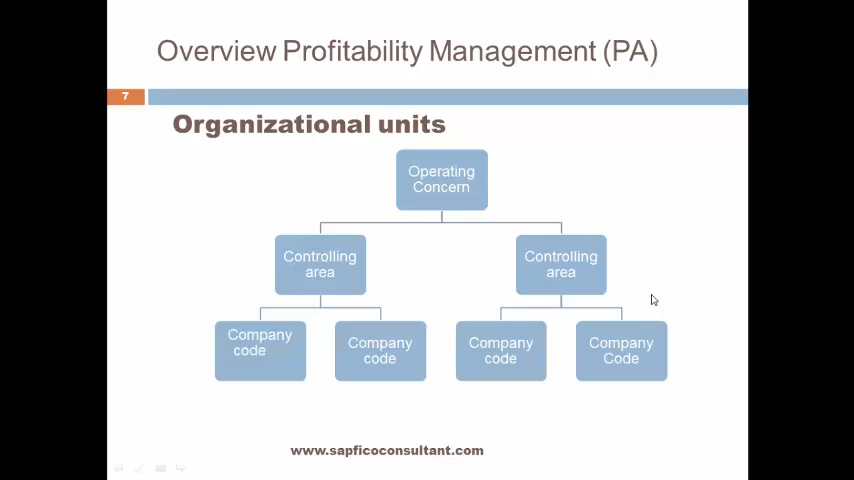 Overview Profitability Management (PA)
7
Organizational units
Operating
Concern
Controlling
area
Controlling
area
Company
code
Company
code
Company
code
Company
Code
www.sapficoconsultant.com